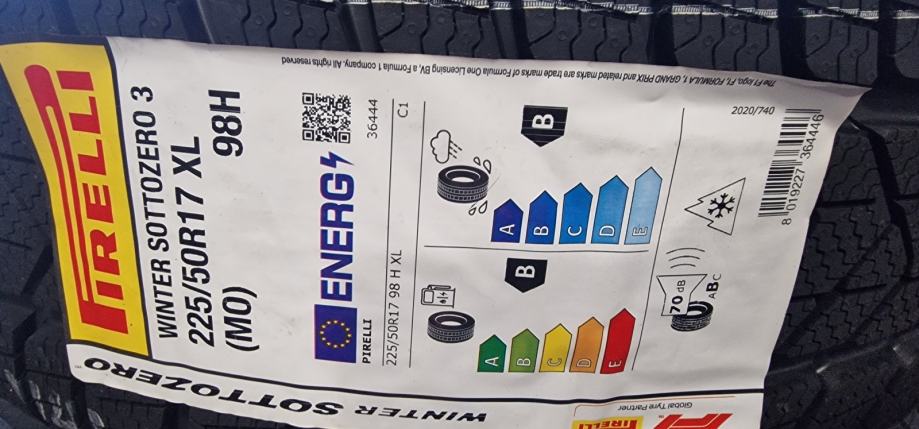 PIRELLI
WINTER SOTTOZERO 3
225/50R17 XL
98H
(MO)
ENERG
PIRELLI
36444
225/50R17 98 H XL
C1
A
B
C
D
E
B
A
B
C
D
E
B
70 dB
ABC
2020/740
8 019227 364446
The F1 logo, F1, FORMULA 1, GRAND PRIX and related marks are trade marks of Formula One Licensing BV, a Formula 1 company. All rights reserved
WINTER SOTTOZERO™
F1™
Global Tyre Partner
PIRELLI